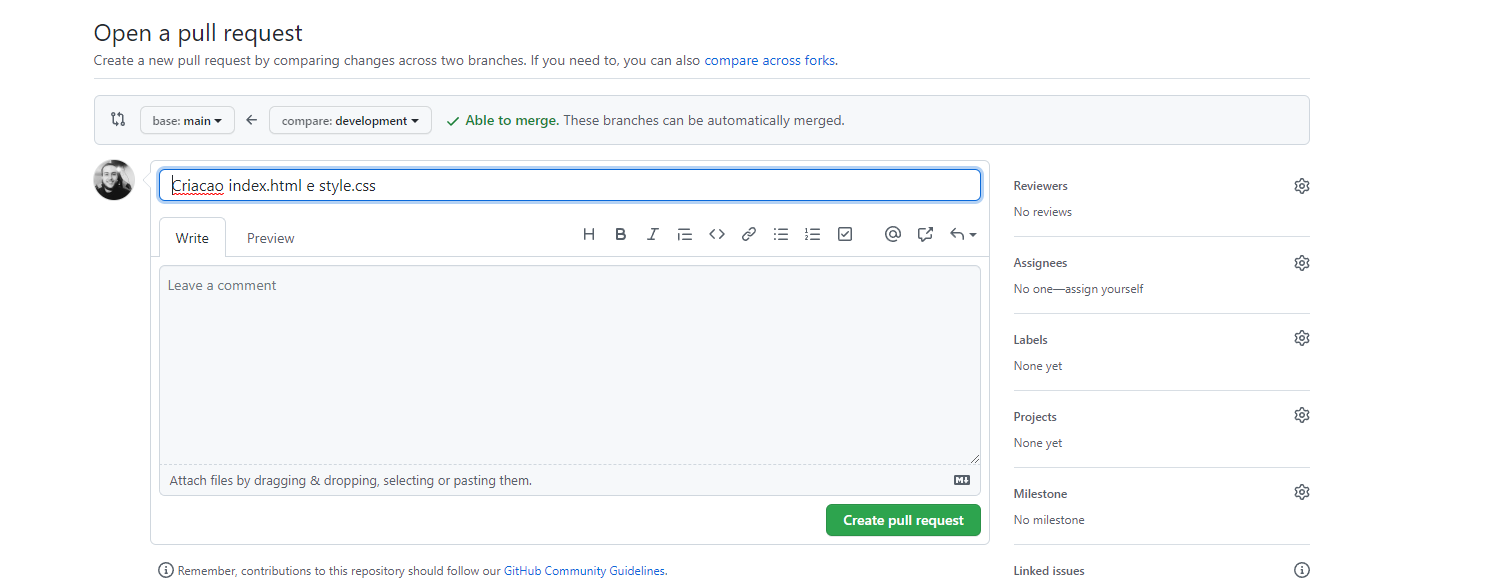 Open a pull request
Create a new pull request by comparing changes across two branches. If you need to, you can also compare across forks.
base: main
compare: development
Able to merge. These branches can be automatically merged.
Criacao index.html e style.css
Write
Preview
Leave a comment
Attach files by dragging & dropping, selecting or pasting them.
Create pull request
Remember, contributions to this repository should follow our GitHub Community Guidelines.
Reviewers
No reviews
Assignees
No one—assign yourself
Labels
None yet
Projects
None yet
Milestone
No milestone
Linked issues